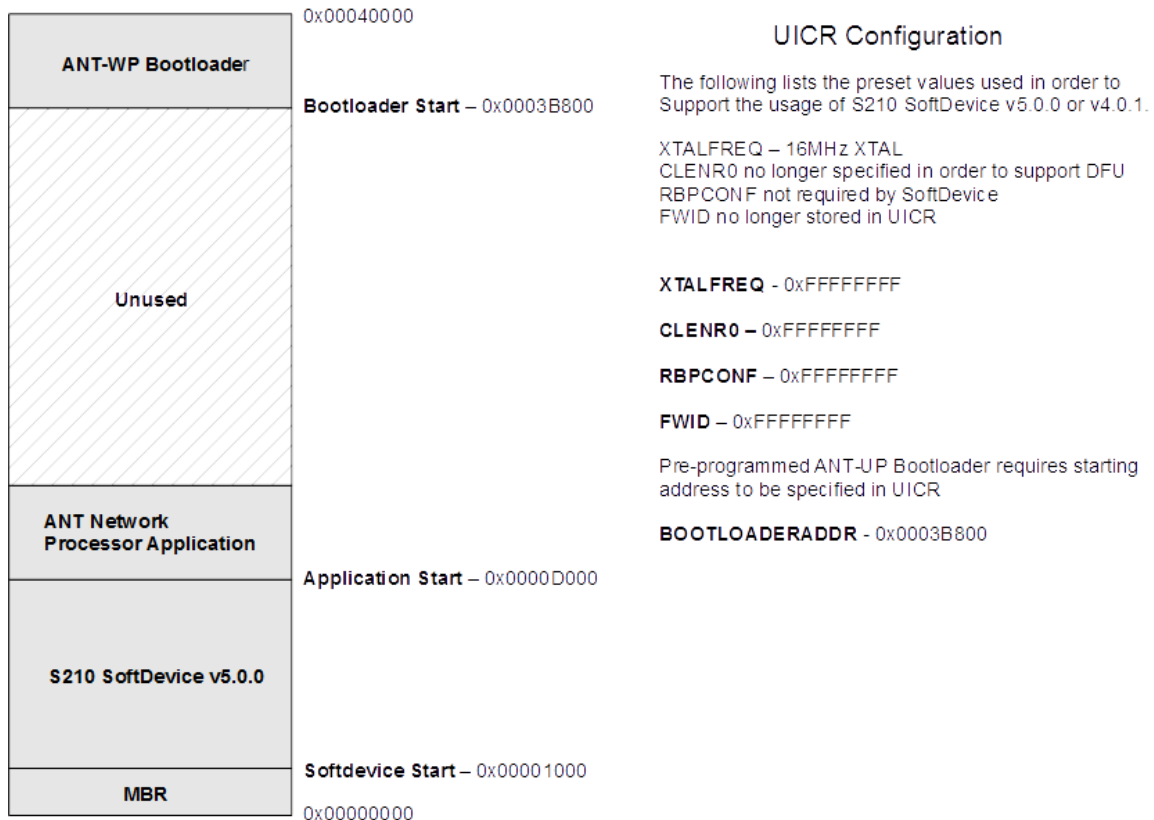 0x00040000
ANT-WP Bootloader
Bootloader Start – 0x0003B800
Unused
ANT Network
Processor Application
Application Start – 0x0000D000
S210 SoftDevice v5.0.0
Softdevice Start – 0x00001000
MBR
0x00000000
UICR Configuration
The following lists the preset values used in order to
Support the usage of S210 SoftDevice v5.0.0 or v4.0.1.
XTALFREQ – 16MHz XTAL
CLENR0 no longer specified in order to support DFU
RBPCONF not required by SoftDevice
FWID no longer stored in UICR
XTALFREQ - 0xFFFFFFFF
CLENR0 – 0xFFFFFFFF
RBPCONF – 0xFFFFFFFF
FWID – 0xFFFFFFFF
Pre-programmed ANT-UP Bootloader requires starting
address to be specified in UICR
BOOTLOADERADDR - 0x0003B800